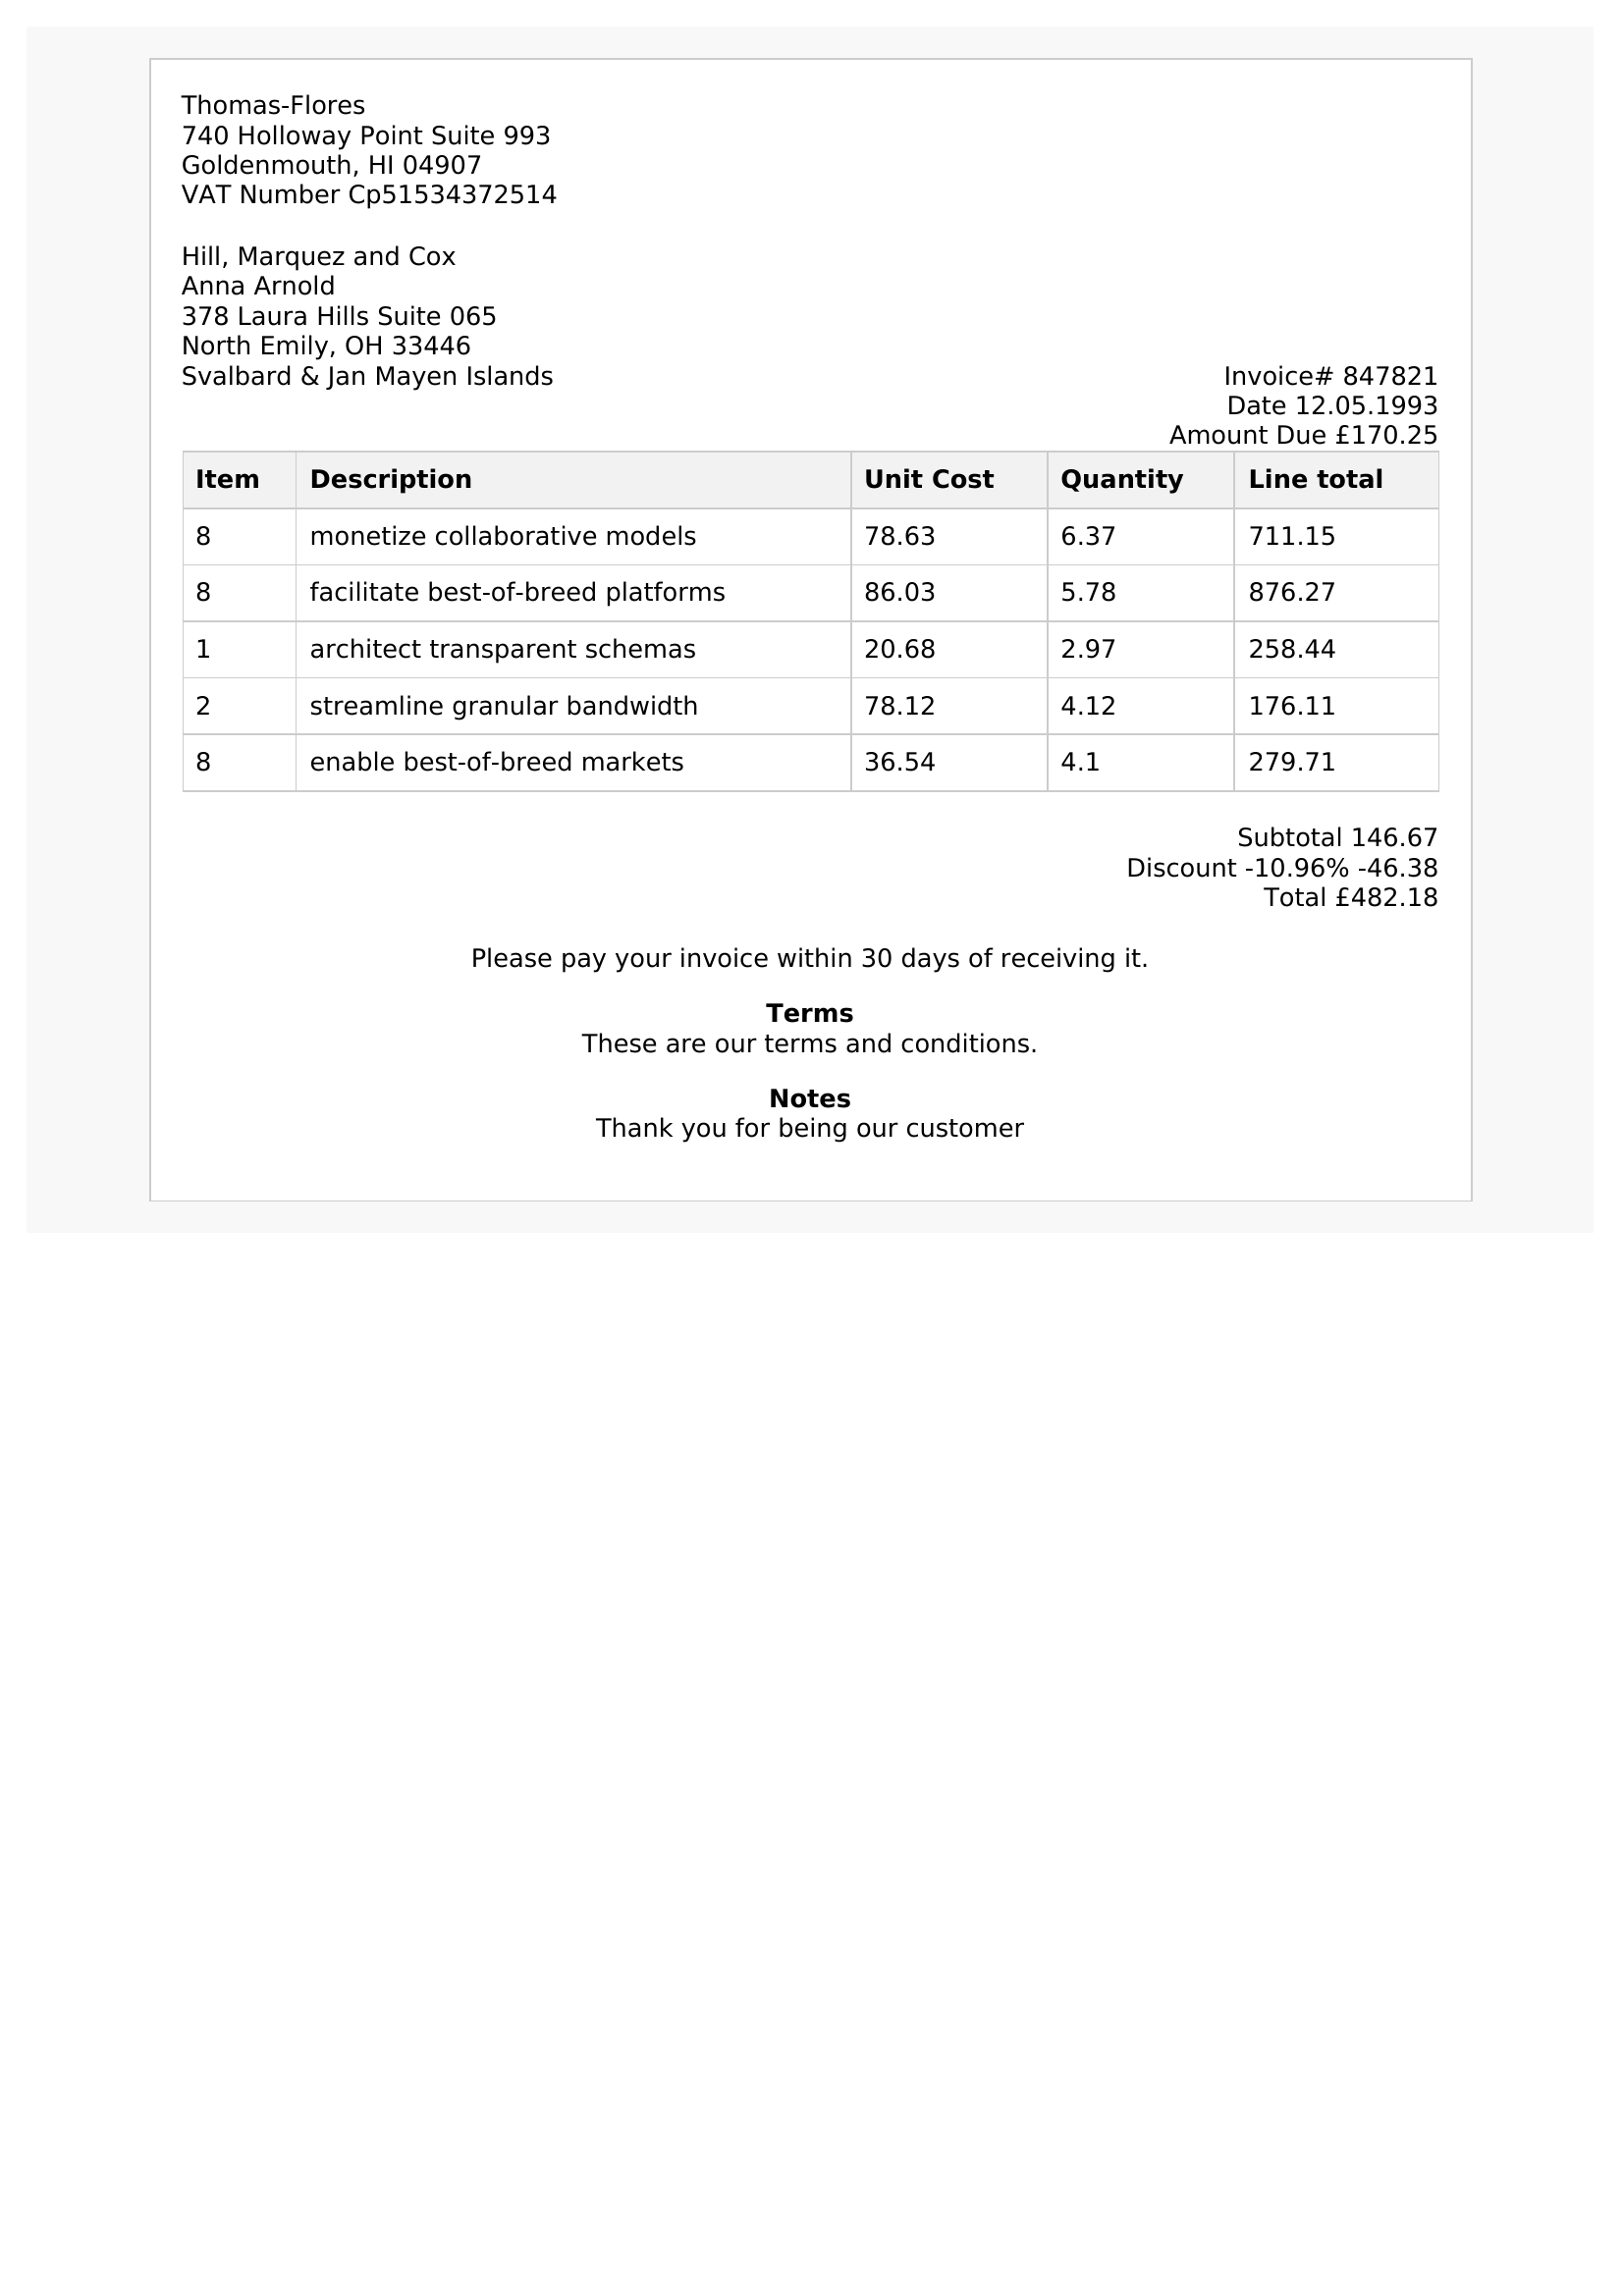 Thomas-Flores
740 Holloway Point Suite 993
Goldenmouth, HI 04907
VAT Number Cp51534372514
Hill, Marquez and Cox
Anna Arnold
378 Laura Hills Suite 065
North Emily, OH 33446
Svalbard & Jan Mayen Islands
Invoice# 847821
Date 12.05.1993
Amount Due £170.25
Item Description Unit Cost Quantity Line total
8 monetize collaborative models 78.63 6.37 711.15
8 facilitate best-of-breed platforms 86.03 5.78 876.27
1 architect transparent schemas 20.68 2.97 258.44
2 streamline granular bandwidth 78.12 4.12 176.11
8 enable best-of-breed markets 36.54 4.1 279.71
Subtotal 146.67
Discount -10.96% -46.38
Total £482.18
Please pay your invoice within 30 days of receiving it.
Terms
These are our terms and conditions.
Notes
Thank you for being our customer